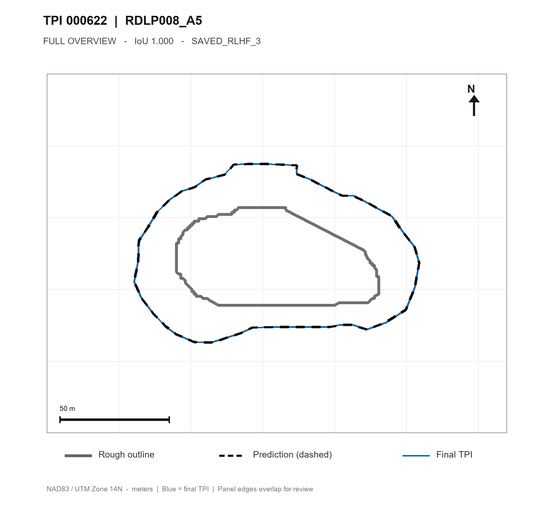 TPI 000622 | RDLP008_A5
FULL OVERVIEW - IoU 1.000 - SAVED_RLHF_3
N
50 m
Rough outline Prediction (dashed) Final TPI
NAD83 / UTM Zone 14N - meters | Blue = final TPI | Panel edges overlap for review